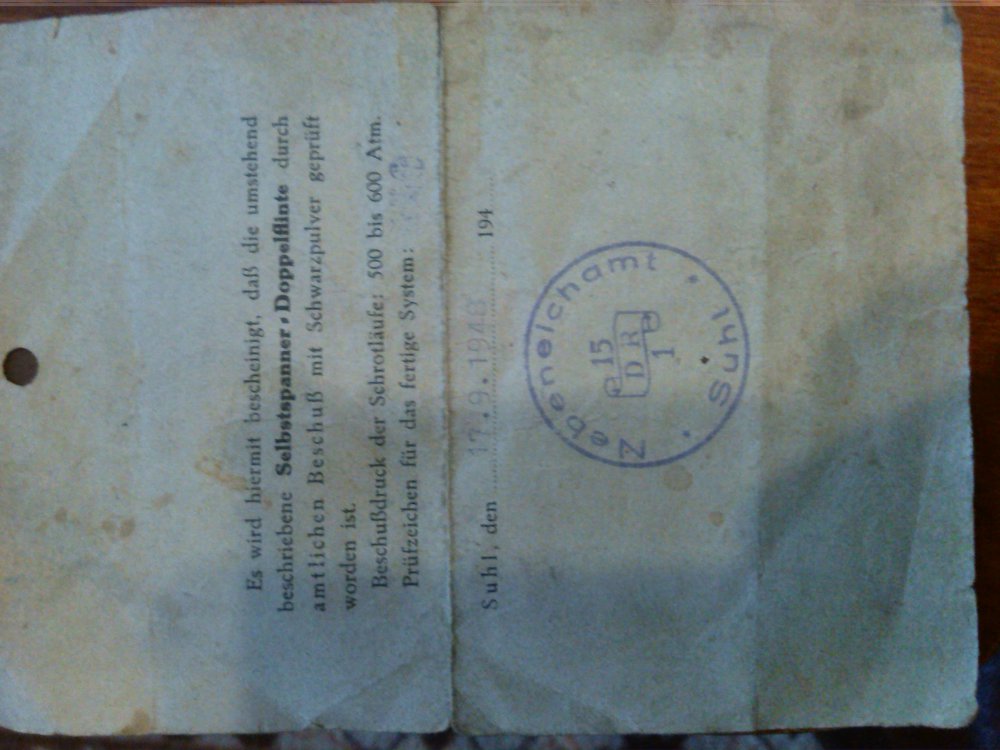 Es wird hiermit bescheinigt, daß die umstehend
beschriebene Selbstspanner-Doppelflinte durch
amtlichen Beschuß mit Schwarzpulver geprüft
worden ist.
Beschußdruck der Schrotläufe: 500 bis 600 Atm.
Prüfzeichen für das fertige System:
Suhl, den 17.9.1948 194
Zebeneichamt
15
DR
1
Suhl